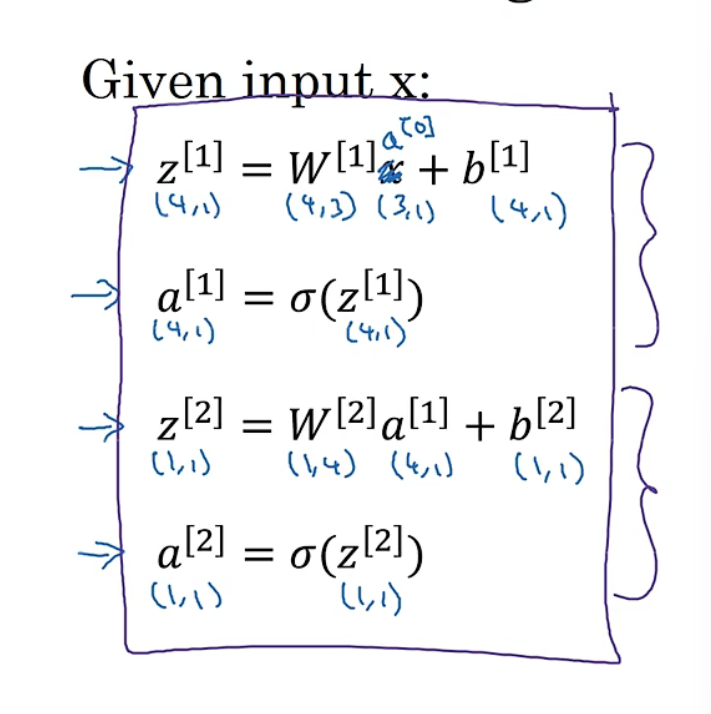 Given input x:
a^[0]
z^[1] = W^[1]x + b^[1]
(4,1) (4,3) (3,1) (4,1)
a^[1] = σ(z^[1])
(4,1) (4,1)
z^[2] = W^[2]a^[1] + b^[2]
(1,1) (1,4) (4,1) (1,1)
a^[2] = σ(z^[2])
(1,1) (1,1)